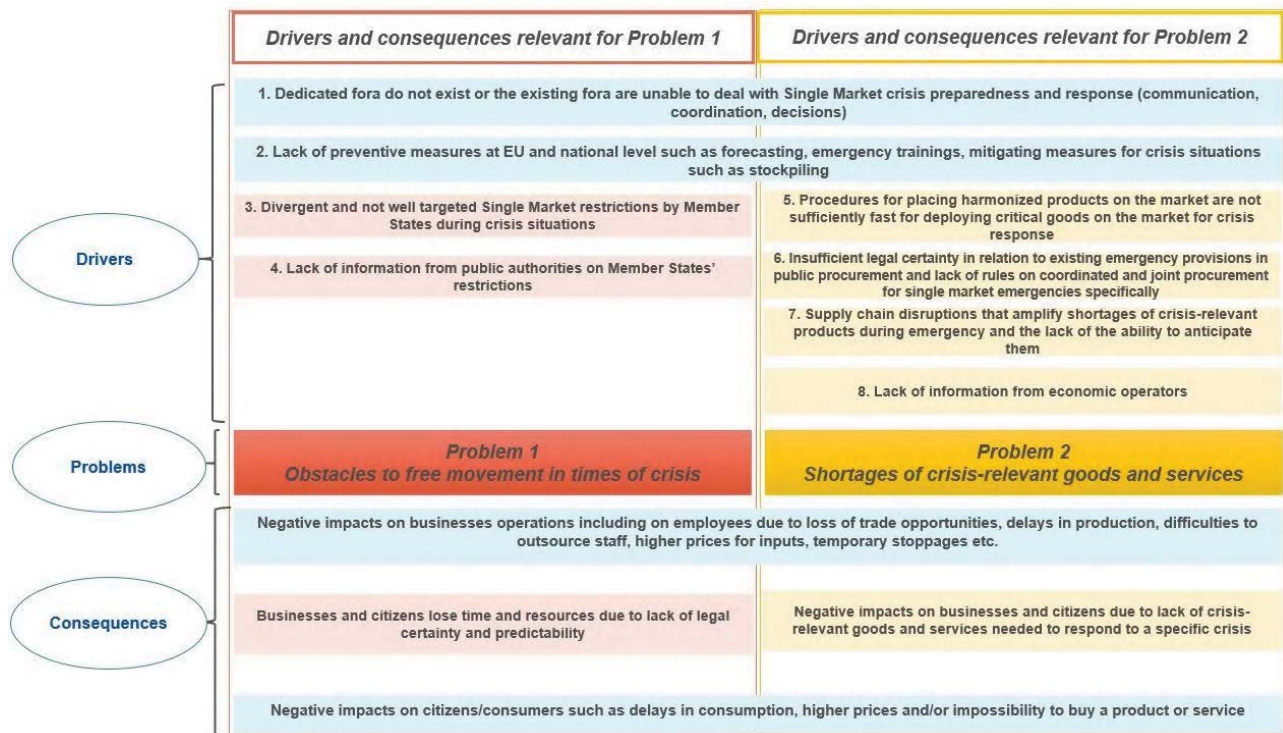 Drivers and consequences relevant for Problem 1
Drivers and consequences relevant for Problem 2
1. Dedicated fora do not exist or the existing fora are unable to deal with Single Market crisis preparedness and response (communication,
coordination, decisions)
2. Lack of preventive measures at EU and national level such as forecasting, emergency trainings, mitigating measures for crisis situations
such as stockpiling
Drivers
3. Divergent and not well targeted Single Market restrictions by Member
States during crisis situations
4. Lack of information from public authorities on Member States'
restrictions
5. Procedures for placing harmonized products on the market are not
sufficiently fast for deploying critical goods on the market for crisis
response
6. Insufficient legal certainty in relation to existing emergency provisions in
public procurement and lack of rules on coordinated and joint procurement
for single market emergencies specifically
7. Supply chain disruptions that amplify shortages of crisis-relevant
products during emergency and the lack of the ability to anticipate
them
8. Lack of information from economic operators
Problems
Problem 1
Obstacles to free movement in times of crisis
Problem 2
Shortages of crisis-relevant goods and services
Negative impacts on businesses operations including on employees due to loss of trade opportunities, delays in production, difficulties to
outsource staff, higher prices for inputs, temporary stoppages etc.
Consequences
Businesses and citizens lose time and resources due to lack of legal
certainty and predictability
Negative impacts on businesses and citizens due to lack of crisis-
relevant goods and services needed to respond to a specific crisis
Negative impacts on citizens/consumers such as delays in consumption, higher prices and/or impossibility to buy a product or service